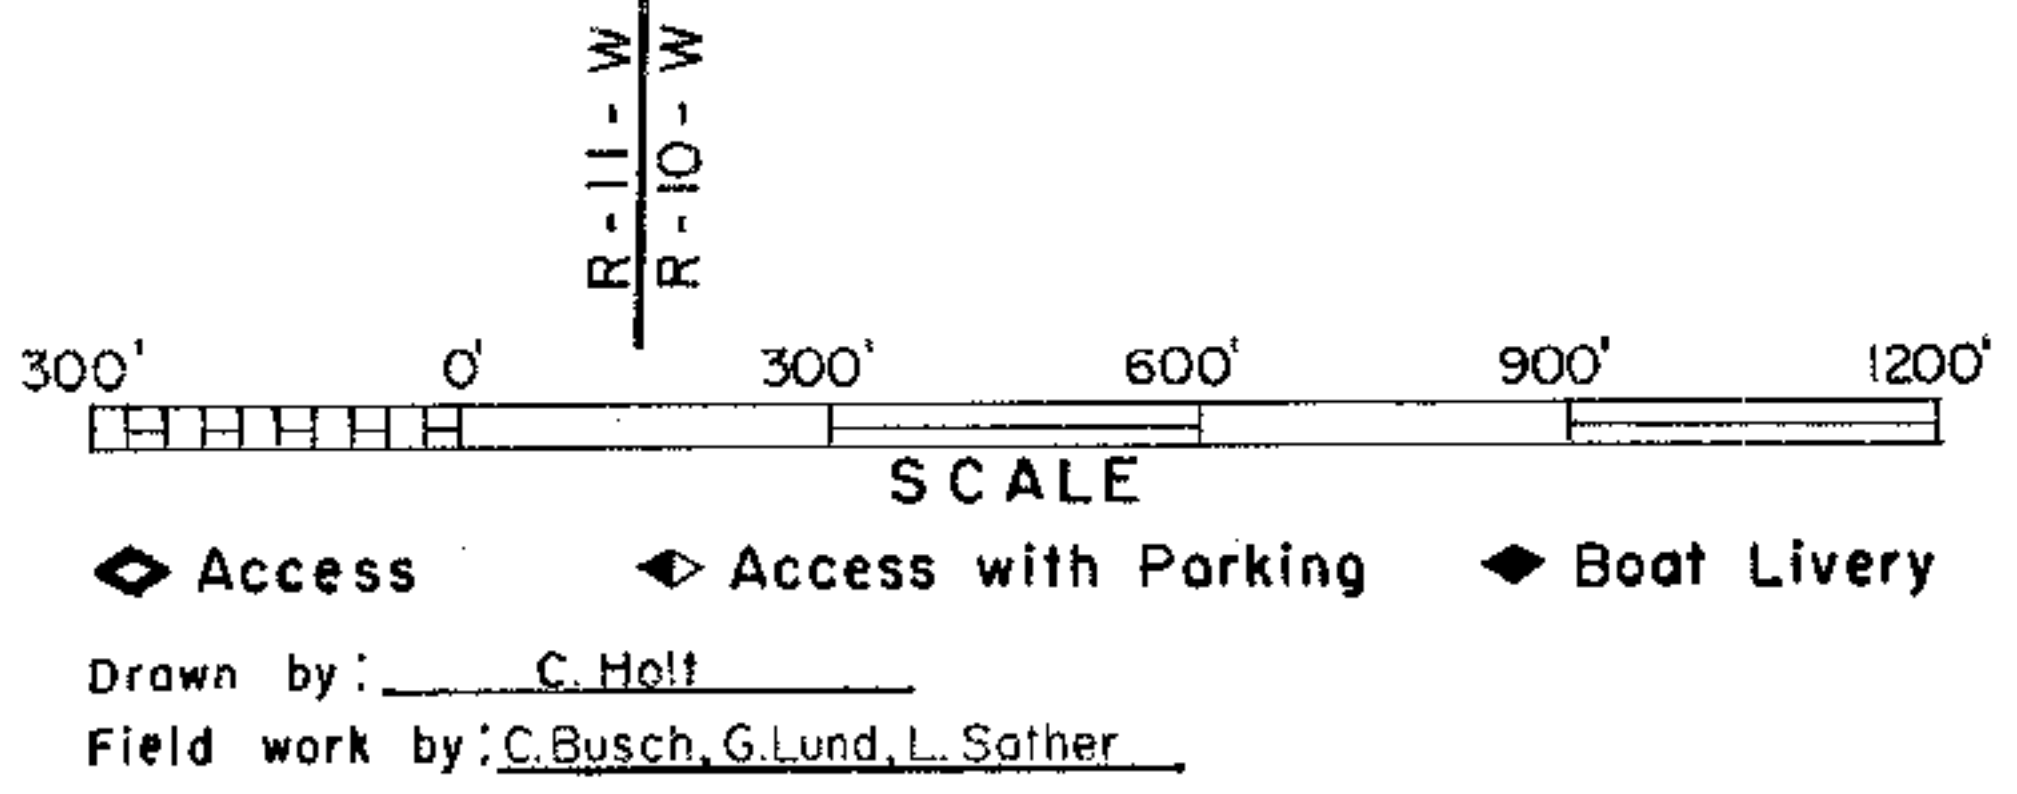 R-11-W
R-10-W
300' 0' 300' 600' 900' 1200'
SCALE
Access Access with Parking Boat Livery
Drawn by: C. Holt
Field work by: C. Busch, G. Lund, L. Sather